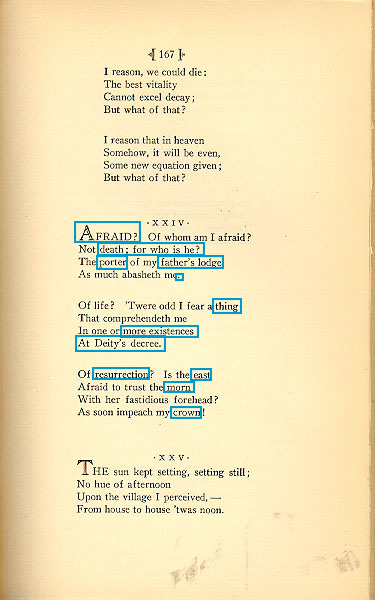 167
I reason, we could die:
The best vitality
Cannot excel decay;
But what of that?
I reason that in heaven
Somehow, it will be even,
Some new equation given;
But what of that?
XXIV.
AFRAID? Of whom am I afraid?
Not death; for who is he?
The porter of my father's lodge
As much abasheth me.
Of life? 'Twere odd I fear a thing
That comprehendeth me
In one or more existences
At Deity's decree.
Of resurrection? Is the east
Afraid to trust the morn
With her fastidious forehead?
As soon impeach my crown!
XXV.
THE sun kept setting, setting still;
No hue of afternoon
Upon the village I perceived, —
From house to house 'twas noon.